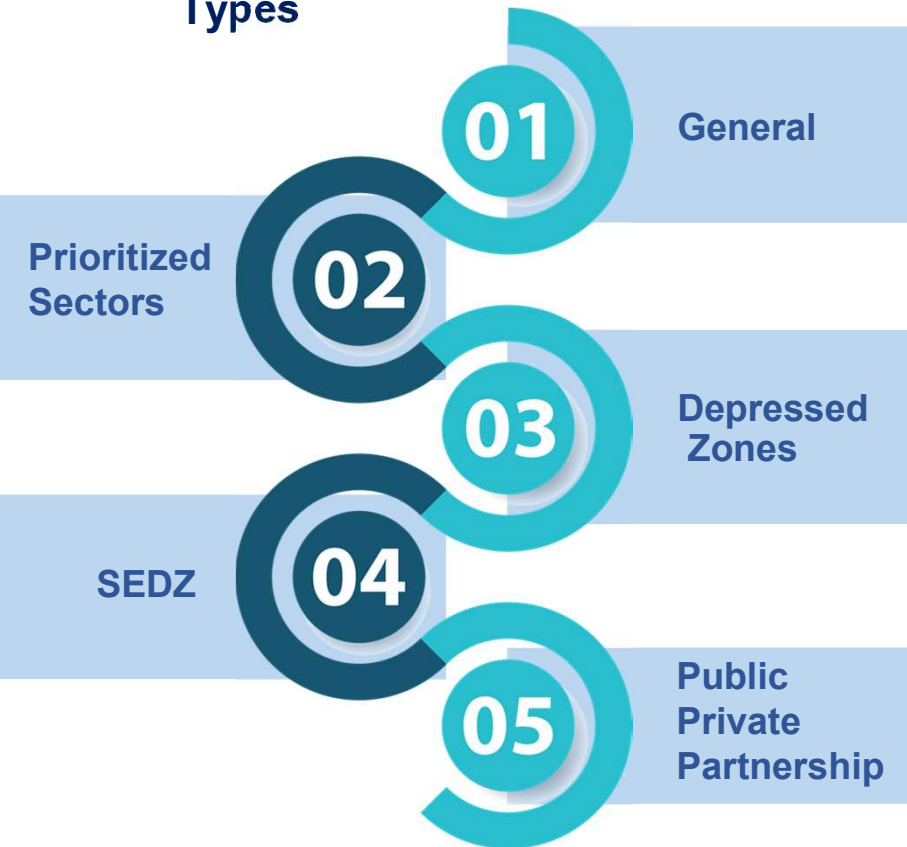 Types
01
General
02
Prioritized
Sectors
03
Depressed
Zones
04
SEDZ
05
Public
Private
Partnership